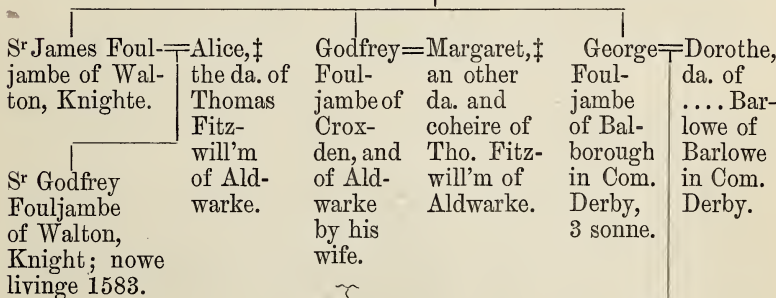 Sʳ James Foul-
jambe of Wal-
ton, Knighte.
Alice,‡
the da. of
Thomas
Fitz-
will'm
of Ald-
warke.
Godfrey
Foul-
jambe of
Crox-
den, and
of Ald-
warke
by his
wife.
Margaret,‡
an other
da. and
coheire of
Tho. Fitz-
will'm of
Aldwarke.
George
Foul-
jambe
of Bal-
borough
in Com.
Derby,
3 sonne.
Dorothe,
da. of
.... Bar-
lowe of
Barlowe
in Com.
Derby.
Sʳ Godfrey
Fouljambe
of Walton,
Knight; nowe
livinge 1583.